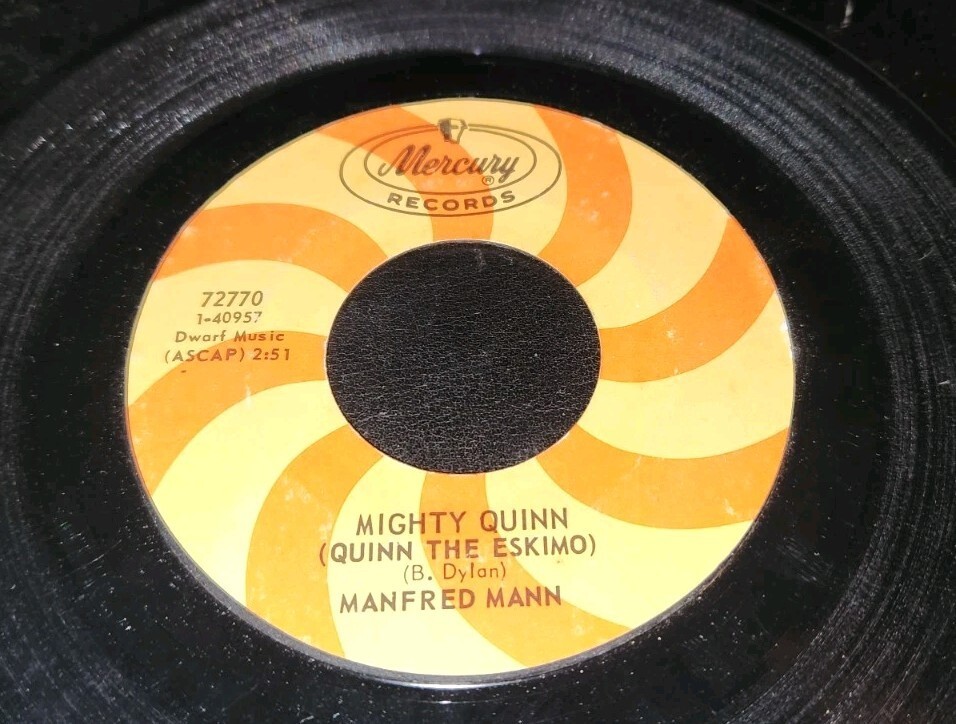 Mercury
®
RECORDS
72770
1-40957
Dwarf Music
(ASCAP) 2:51
MIGHTY QUINN
(QUINN THE ESKIMO)
(B. Dylan)
MANFRED MANN